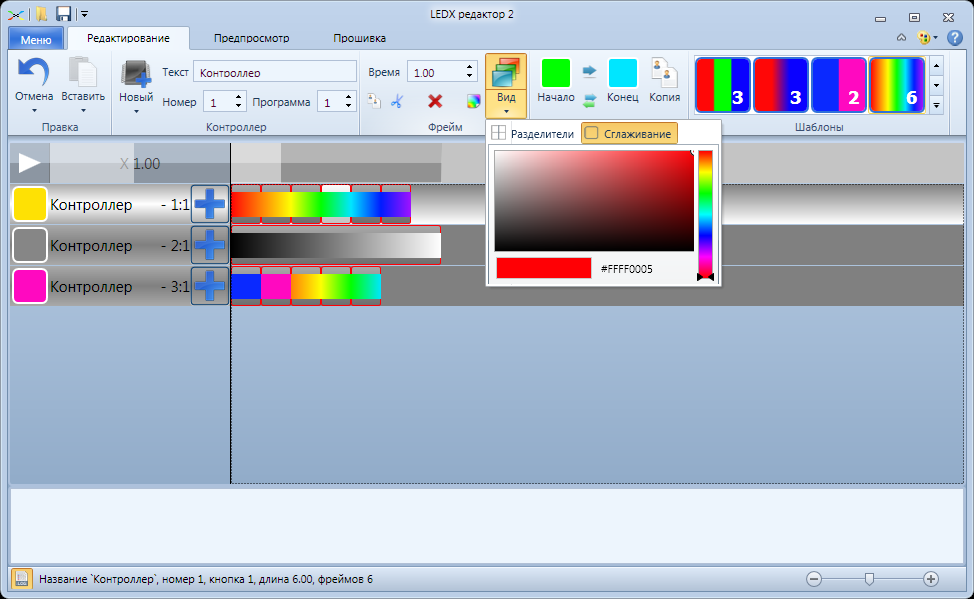 LEDX редактор 2
Меню Редактирование Предпросмотр Прошивка
Отмена Вставить
Правка
Новый Текст Контроллер
Номер 1 Программа 1
Контроллер
Время 1.00
Вид
Фрейм
Начало Конец Копия
3 3 2 6
Шаблоны
Разделители Сглаживание
#FFFF0005
X 1.00
Контроллер - 1:1
Контроллер - 2:1
Контроллер - 3:1
LOG
Название `Контроллер`, номер 1, кнопка 1, длина 6.00, фреймов 6